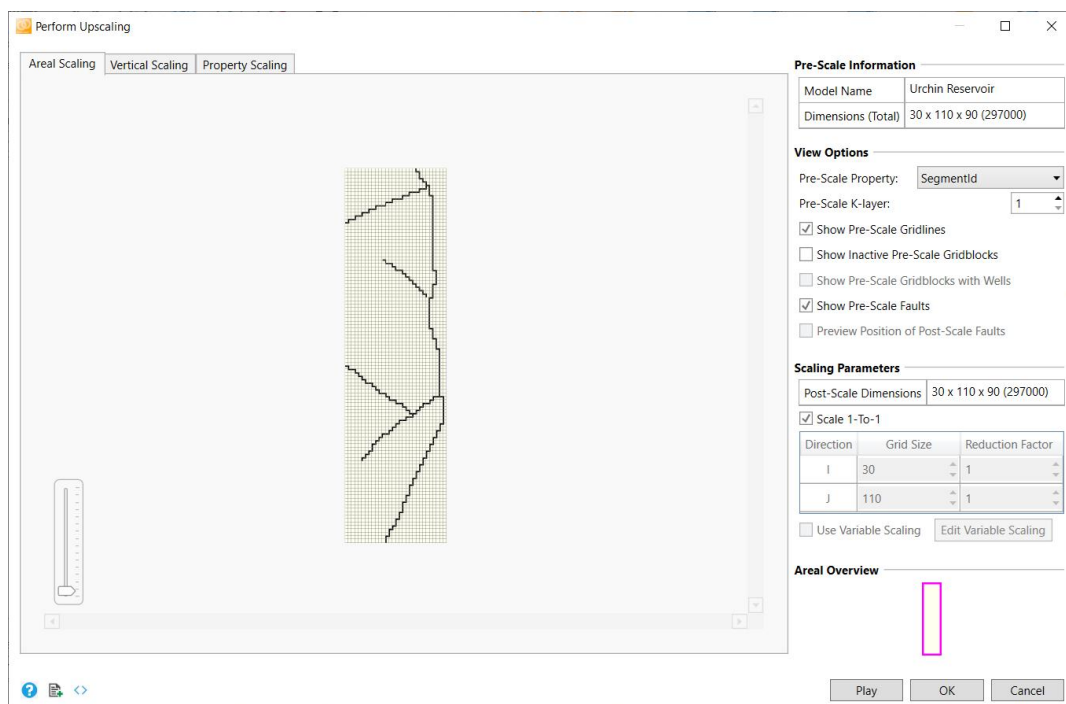 Perform Upscaling
Areal Scaling
Vertical Scaling
Property Scaling
Pre-Scale Information
Model Name
Urchin Reservoir
Dimensions (Total)
30 x 110 x 90 (297000)
View Options
Pre-Scale Property:
SegmentId
Pre-Scale K-layer:
1
Show Pre-Scale Gridlines
Show Inactive Pre-Scale Gridblocks
Show Pre-Scale Gridblocks with Wells
Show Pre-Scale Faults
Preview Position of Post-Scale Faults
Scaling Parameters
Post-Scale Dimensions
30 x 110 x 90 (297000)
Scale 1-To-1
Direction
Grid Size
Reduction Factor
I
30
1
J
110
1
Use Variable Scaling
Edit Variable Scaling
Areal Overview
Play
OK
Cancel